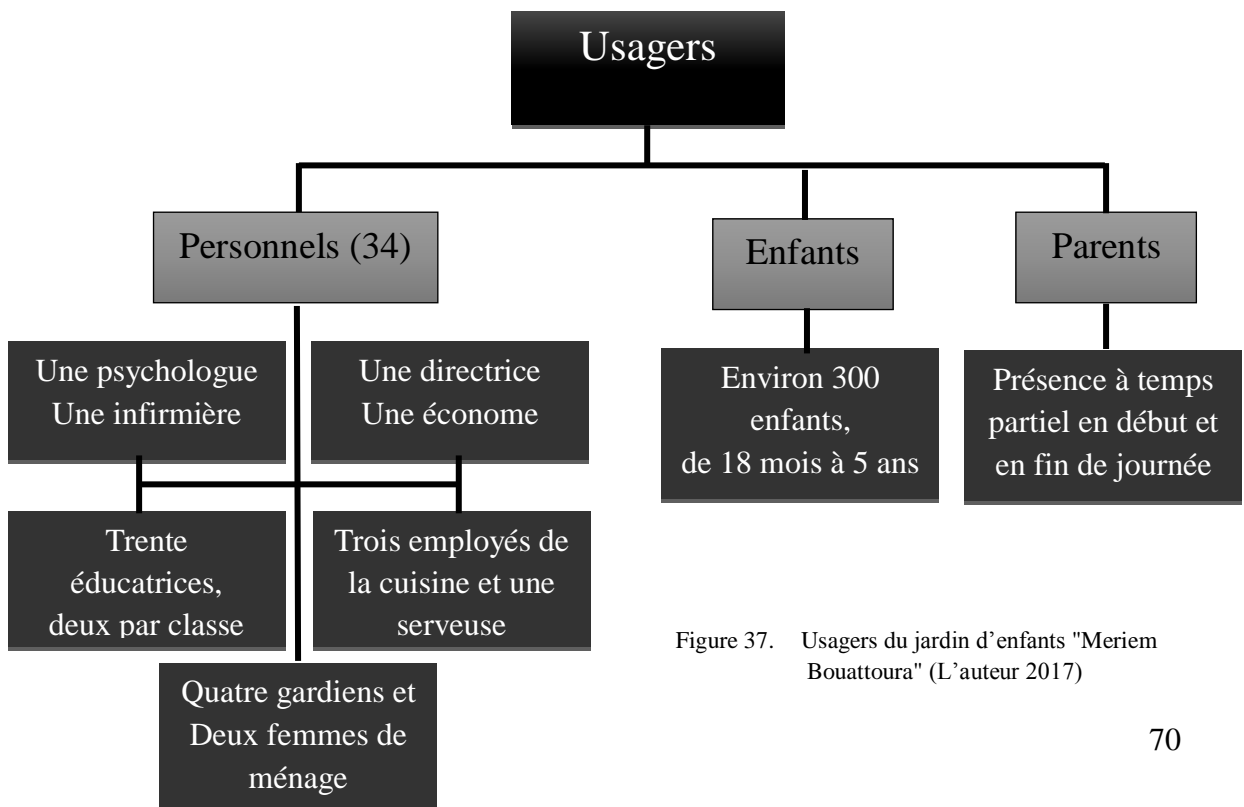 Usagers
Personnels (34)
Enfants
Parents
Une psychologue
Une infirmière
Une directrice
Une économe
Environ 300
enfants,
de 18 mois à 5 ans
Présence à temps
partiel en début et
en fin de journée
Trente
éducatrices,
deux par classe
Trois employés de
la cuisine et une
serveuse
Quatre gardiens et
Deux femmes de
ménage
Figure 37. Usagers du jardin d’enfants "Meriem
Bouattoura" (L’auteur 2017)
70